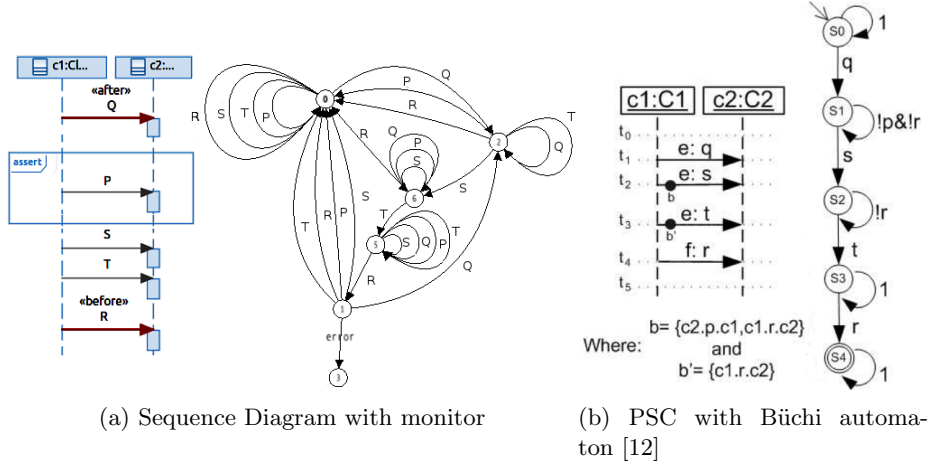 c1:Cl...
c2:...
«after»
Q
assert
P
S
T
«before»
R
0
2
6
5
1
3
R
S
T
P
P
Q
R
T
Q
R
Q
P
S
S
T
S
Q
P
T
T
R
P
S
R
Q
error
(a) Sequence Diagram with monitor
c1:C1
c2:C2
t0
t1
t2
t3
t4
t5
e: q
e: s
b
e: t
b'
f: r
b= {c2.p.c1,c1.r.c2}
Where:
and
b'= {c1.r.c2}
S0
1
q
S1
!p&!r
s
S2
!r
t
S3
1
r
S4
1
(b) PSC with Büchi automa-
ton [12]